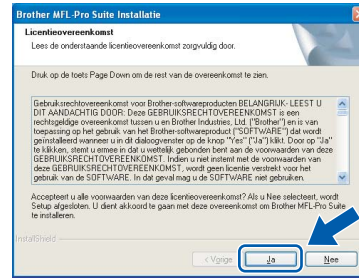 Brother MFL-Pro Suite Installatie
Licentieovereenkomst
Lees de onderstaande licentieovereenkomst zorgvuldig door.
Druk op de toets Page Down om de rest van de overeenkomst te zien.
Gebruiksrechtovereenkomst voor Brother-softwareproducten BELANGRIJK- LEEST U
DIT AANDACHTIG DOOR: Deze GEBRUIKSRECHTOVEREENKOMST is een
rechtsgeldige overeenkomst tussen u en Brother Industries, Ltd. ("Brother") en is van
toepassing op het gebruik van het Brother-softwareproduct ("SOFTWARE") dat wordt
geïnstalleerd wanneer u in dit dialoogvenster op de knop "Yes" ("Ja") klikt. Door op "Ja"
te klikken, stemt u ermee in dat u wettelijk gebonden bent aan de voorwaarden van deze
GEBRUIKSRECHTOVEREENKOMST. Indien u niet instemt met de voorwaarden van
deze GEBRUIKSRECHTOVEREENKOMST, wordt geen licentie verstrekt voor het
gebruik van de SOFTWARE. In dat geval mag u de SOFTWARE niet gebruiken.
Accepteert u alle voorwaarden van deze licentieovereenkomst? Als u Nee selecteert, wordt
Setup afgesloten. U dient akkoord te gaan met deze overeenkomst om Brother MFL-Pro Suite
te installeren.
InstallShield
< Vorige Ja Nee